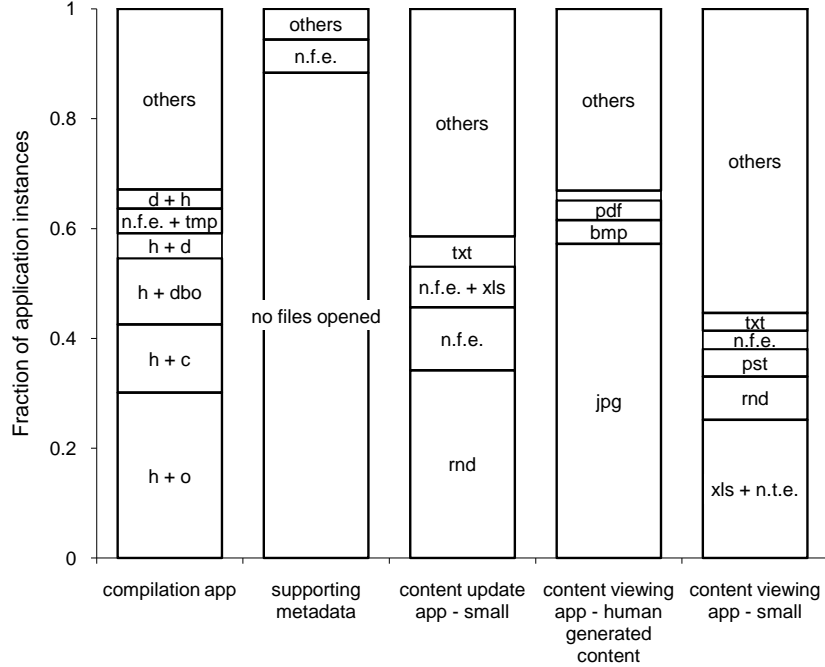 Fraction of application instances
1
0.8
0.6
0.4
0.2
0
others
d + h
n.f.e. + tmp
h + d
h + dbo
h + c
h + o
others
n.f.e.
no files opened
others
txt
n.f.e. + xls
n.f.e.
rnd
others
pdf
bmp
jpg
others
txt
n.f.e.
pst
rnd
xls + n.t.e.
compilation app
supporting
metadata
content update
app - small
content viewing
app - human
generated
content
content viewing
app - small